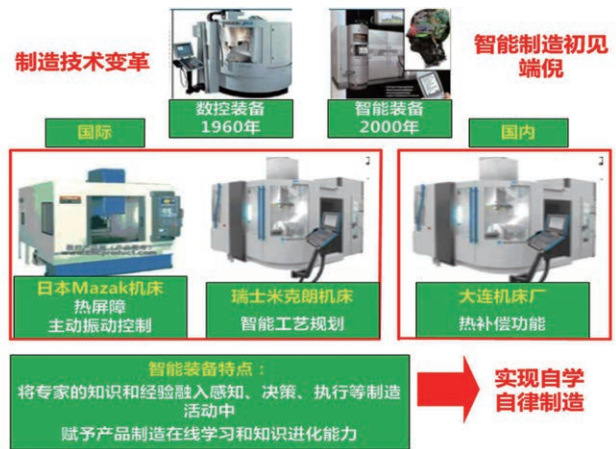 制造技术变革
智能制造初见
端倪
数控装备
1960年
智能装备
2000年
国际
国内
日本Mazak机床
热屏障
主动振动控制
瑞士米克朗机床
智能工艺规划
大连机床厂
热补偿功能
智能装备特点：
将专家的知识和经验融入感知、决策、执行等制造
活动中
赋予产品制造在线学习和知识进化能力
实现自学
自律制造